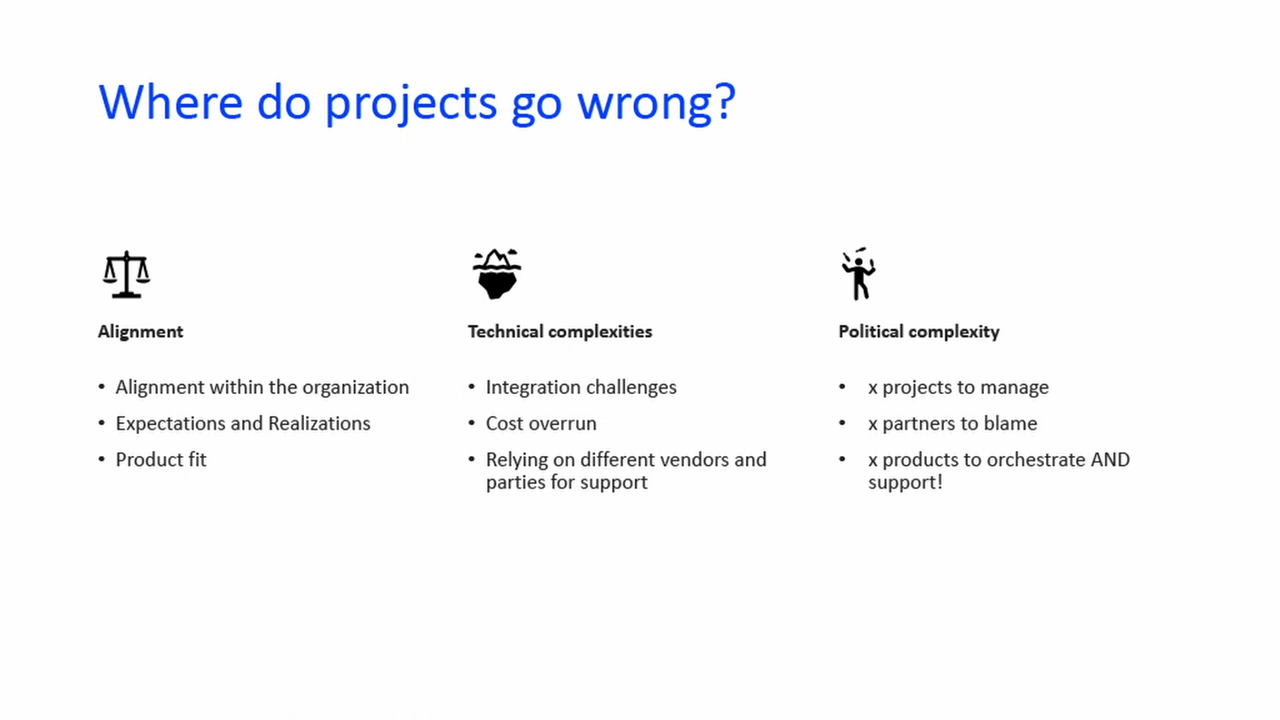 Where do projects go wrong?
Alignment
• Alignment within the organization
• Expectations and Realizations
• Product fit
Technical complexities
• Integration challenges
• Cost overrun
• Relying on different vendors and
parties for support
Political complexity
• x projects to manage
• x partners to blame
• x products to orchestrate AND
support!